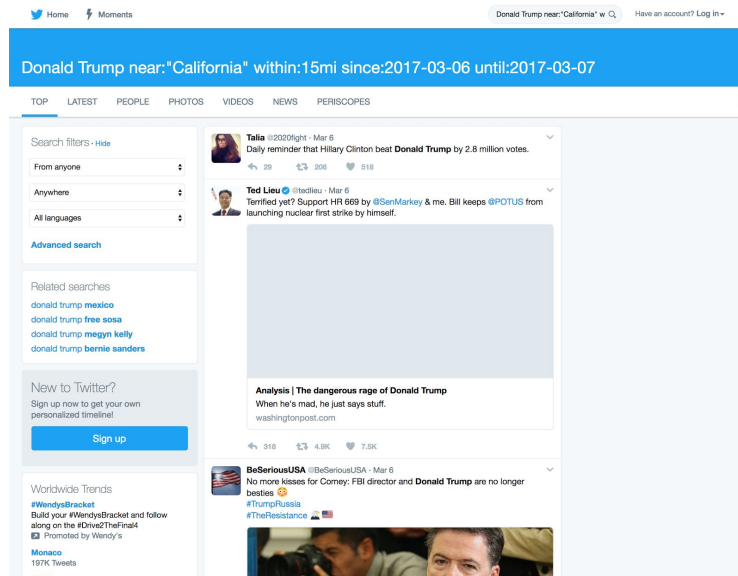 Home
Moments
Donald Trump near:"California" w
Have an account? Log in
Donald Trump near:"California" within:15mi since:2017-03-06 until:2017-03-07
TOP LATEST PEOPLE PHOTOS VIDEOS NEWS PERISCOPES
Search filters · Hide
From anyone
Anywhere
All languages
Advanced search
Related searches
donald trump mexico
donald trump free sosa
donald trump megyn kelly
donald trump bernie sanders
New to Twitter?
Sign up now to get your own
personalized timeline!
Sign up
Worldwide Trends
#WendysBracket
Build your #WendysBracket and follow
along on the #Drive2TheFinal4
Promoted by Wendy's
Monaco
197K Tweets
Talia @2020fight · Mar 6
Daily reminder that Hillary Clinton beat Donald Trump by 2.8 million votes.
29 206 518
Ted Lieu @tedlieu · Mar 6
Terrified yet? Support HR 669 by @SenMarkey & me. Bill keeps @POTUS from
launching nuclear first strike by himself.
Analysis | The dangerous rage of Donald Trump
When he's mad, he just says stuff.
washingtonpost.com
318 4.9K 7.5K
BeSeriousUSA @BeSeriousUSA · Mar 6
No more kisses for Comey: FBI director and Donald Trump are no longer
besties 😳
#TrumpRussia
#TheResistance